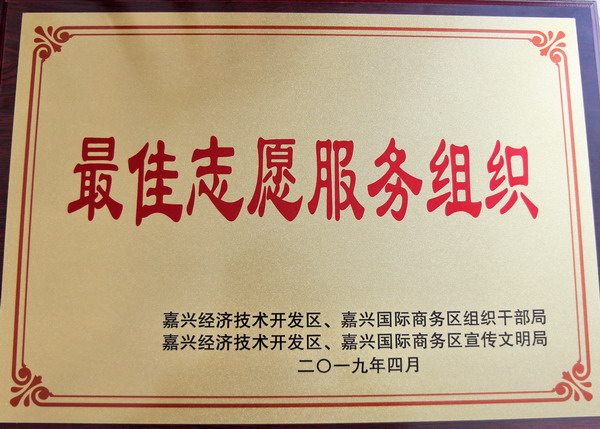 最佳志愿服务组织
嘉兴经济技术开发区、嘉兴国际商务区组织干部局
嘉兴经济技术开发区、嘉兴国际商务区宣传文明局
二〇一九年四月